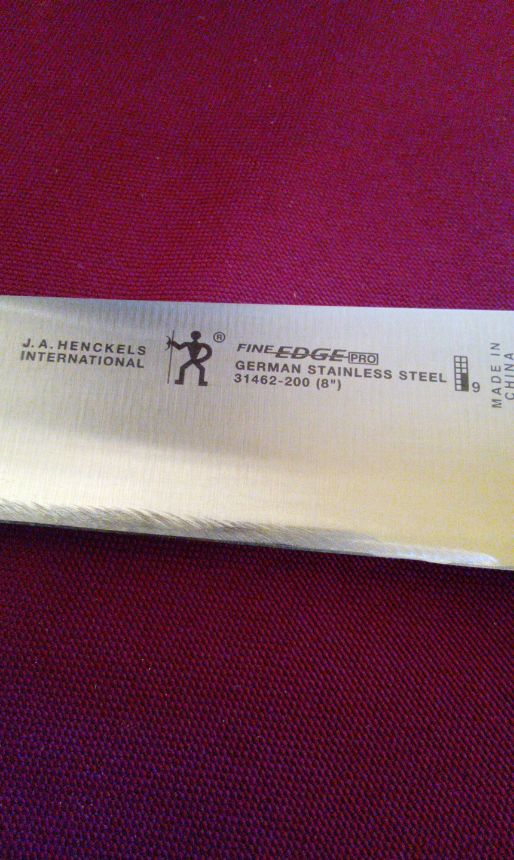 J.A. HENCKELS
INTERNATIONAL
®
FINE EDGE PRO
GERMAN STAINLESS STEEL
31462-200 (8")
9
MADE IN
CHINA